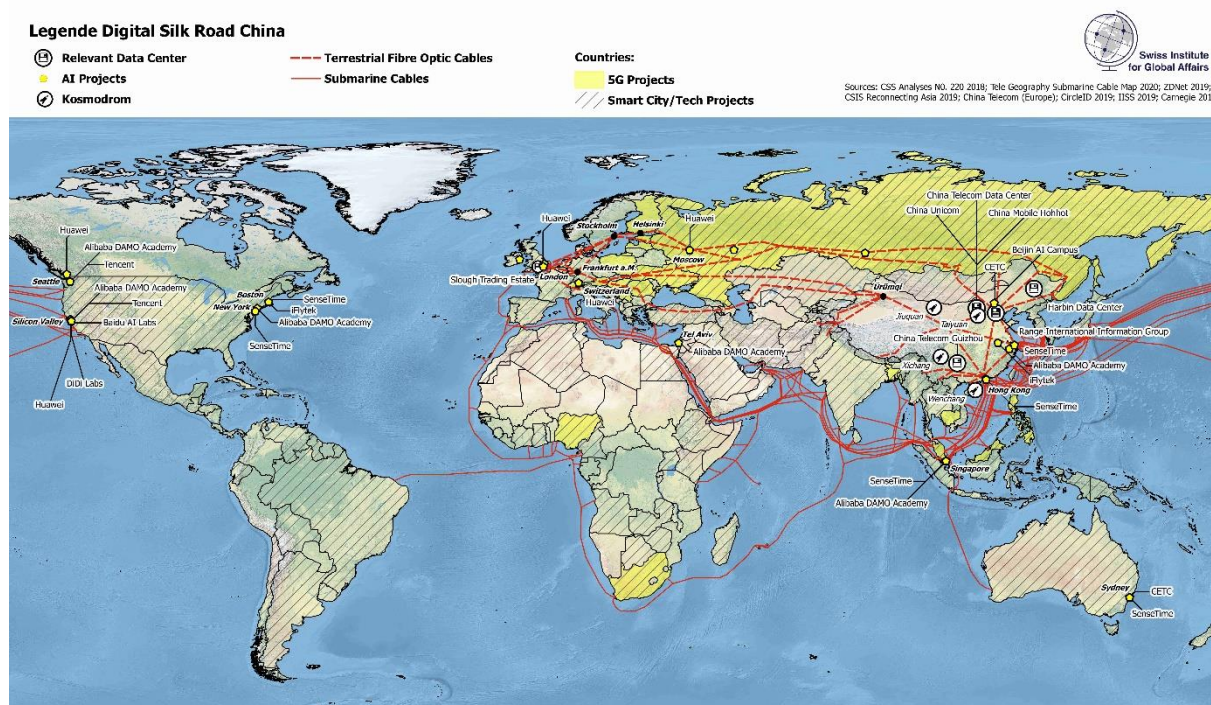 Legende Digital Silk Road China
Relevant Data Center
AI Projects
Kosmodrom
Terrestrial Fibre Optic Cables
Submarine Cables
Countries:
5G Projects
Smart City/Tech Projects
Swiss Institute
for Global Affairs
Sources: CSS Analyses N0. 220 2018; Tele Geography Submarine Cable Map 2020; ZDNet 2019;
CSIS Reconnecting Asia 2019; China Telecom (Europe); CircleID 2019; IISS 2019; Carnegie 201
Huawei
Alibaba DAMO Academy
Tencent
Seattle
Alibaba DAMO Academy
Tencent
Silicon Valley
Baidu AI Labs
DIDI Labs
Huawei
Boston
New York
SenseTime
iFlytek
Alibaba DAMO Academy
SenseTime
Huawei
Stockholm
Helsinki
Huawei
Moscow
London
Slough Trading Estate
Frankfurt a.M.
Switzerland
Huawei
Tel Aviv
Alibaba DAMO Academy
China Telecom Data Center
China Unicom
China Mobile Hohhot
Beijin AI Campus
CETC
Ürümqi
Harbin Data Center
Jiuquan
Taiyuan
Range International Information Group
China Telecom Guizhou
SenseTime
Xichang
Alibaba DAMO Academy
iFlytek
Hong Kong
Wenchang
SenseTime
Singapore
SenseTime
Alibaba DAMO Academy
Sydney
CETC
SenseTime